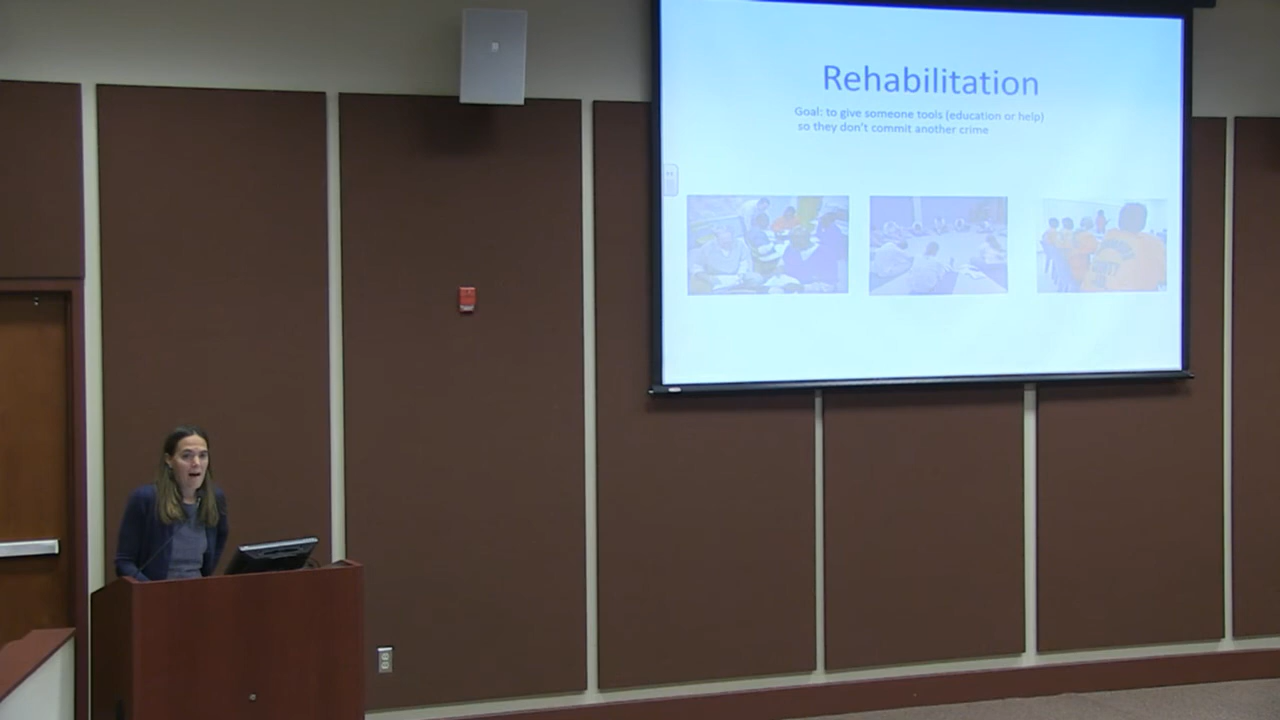 Rehabilitation
Goal: to give someone tools (education or help)
so they don't commit another crime